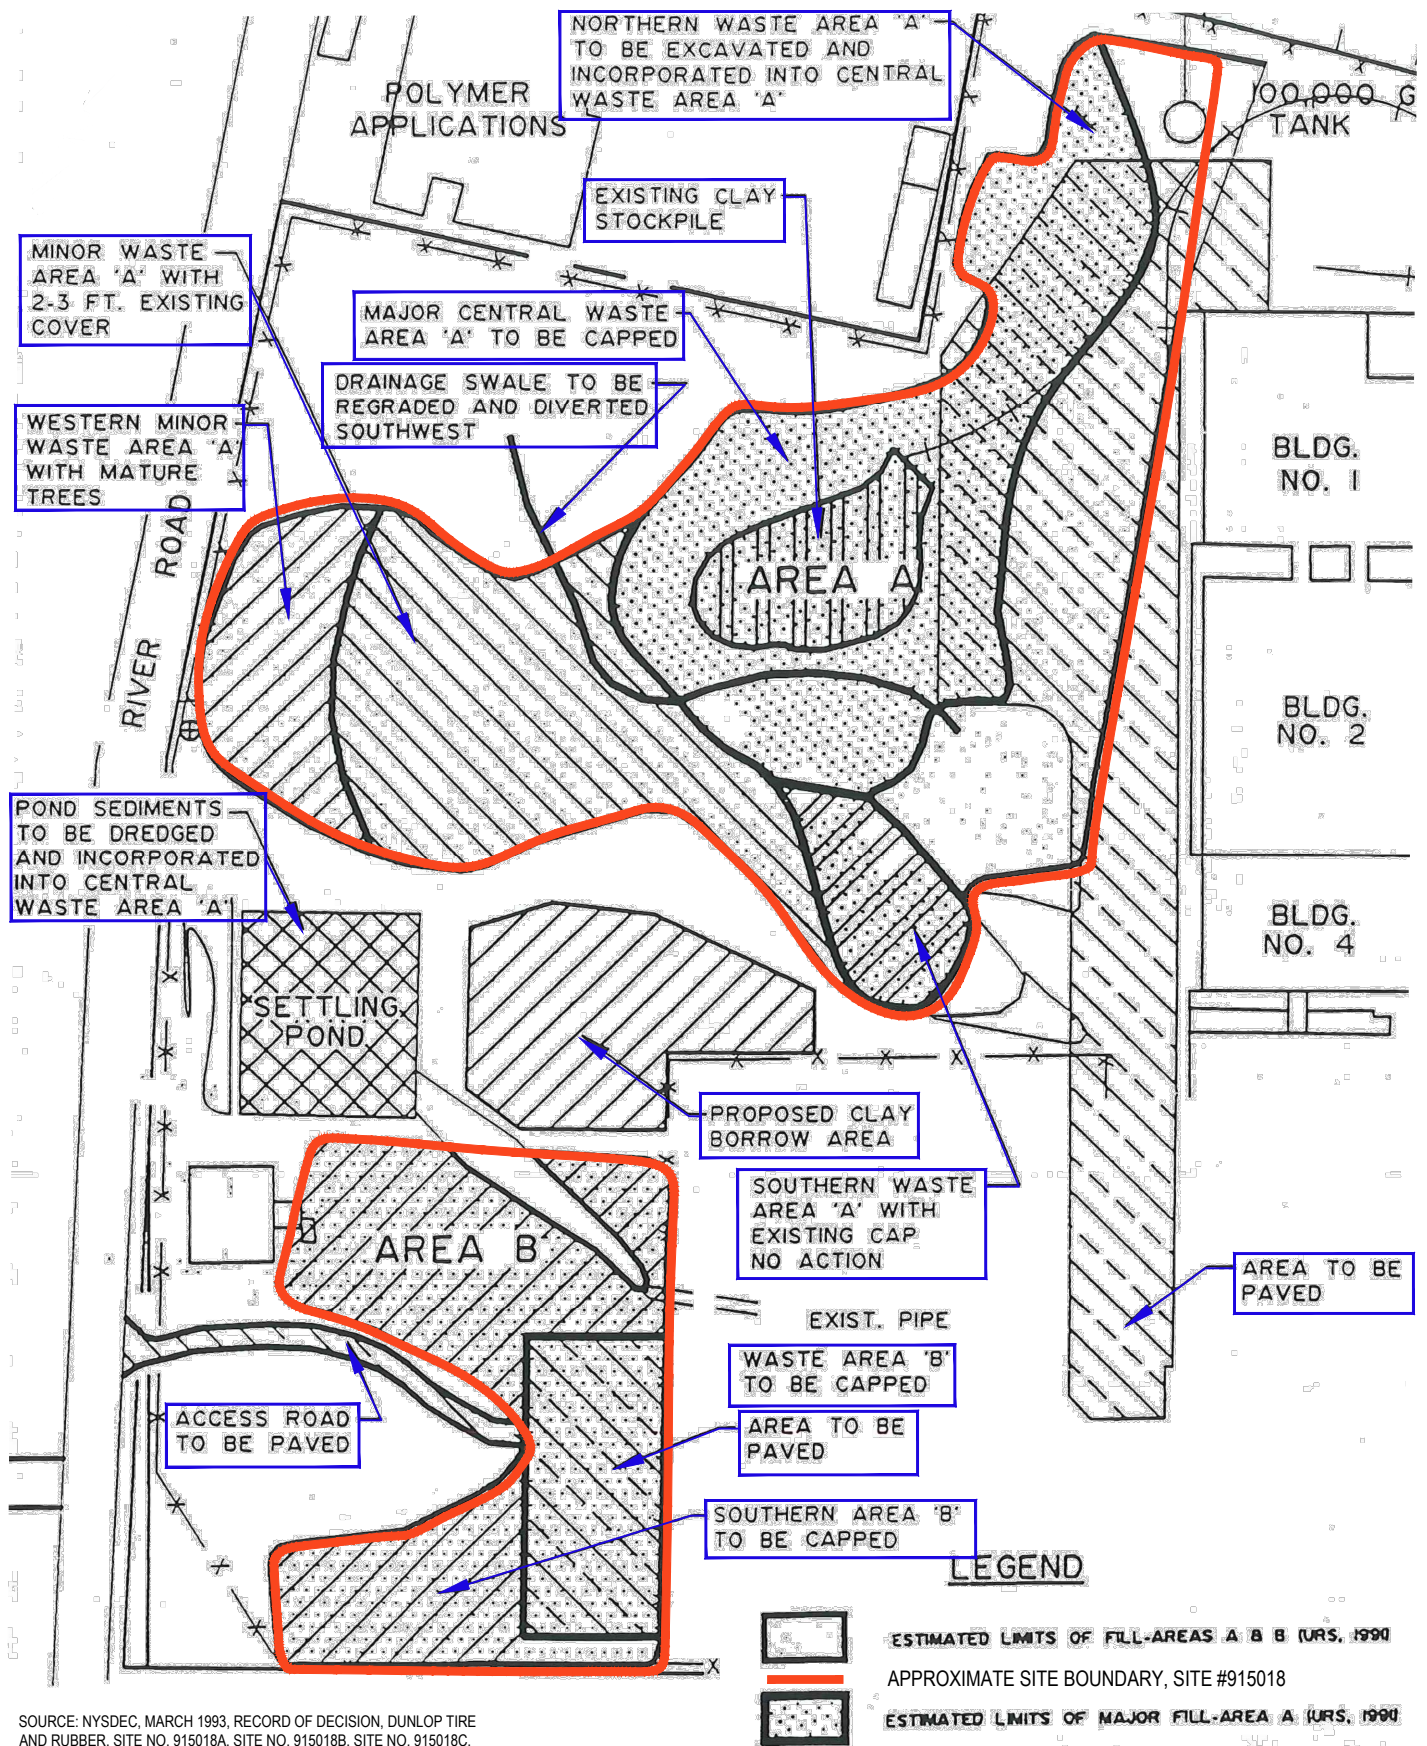 NORTHERN WASTE AREA 'A'
TO BE EXCAVATED AND
INCORPORATED INTO CENTRAL
WASTE AREA 'A'
POLYMER
APPLICATIONS
100,000 G
TANK
EXISTING CLAY
STOCKPILE
MINOR WASTE
AREA 'A' WITH
2-3 FT. EXISTING
COVER
MAJOR CENTRAL WASTE
AREA 'A' TO BE CAPPED
DRAINAGE SWALE TO BE
REGRADED AND DIVERTED
SOUTHWEST
WESTERN MINOR
WASTE AREA 'A'
WITH MATURE
TREES
BLDG.
NO. 1
RIVER ROAD
AREA A
BLDG.
NO. 2
POND SEDIMENTS
TO BE DREDGED
AND INCORPORATED
INTO CENTRAL
WASTE AREA 'A'
BLDG.
NO. 4
SETTLING
POND
PROPOSED CLAY
BORROW AREA
SOUTHERN WASTE
AREA 'A' WITH
EXISTING CAP
NO ACTION
AREA B
AREA TO BE
PAVED
EXIST. PIPE
WASTE AREA 'B'
TO BE CAPPED
ACCESS ROAD
TO BE PAVED
AREA TO BE
PAVED
SOUTHERN AREA 'B'
TO BE CAPPED
LEGEND
ESTIMATED LIMITS OF FILL-AREAS A & B (URS, 1990)
APPROXIMATE SITE BOUNDARY, SITE #915018
ESTIMATED LIMITS OF MAJOR FILL-AREA A (URS, 1990)
SOURCE: NYSDEC, MARCH 1993, RECORD OF DECISION, DUNLOP TIRE
AND RUBBER, SITE NO. 915018A, SITE NO. 915018B, SITE NO. 915018C.